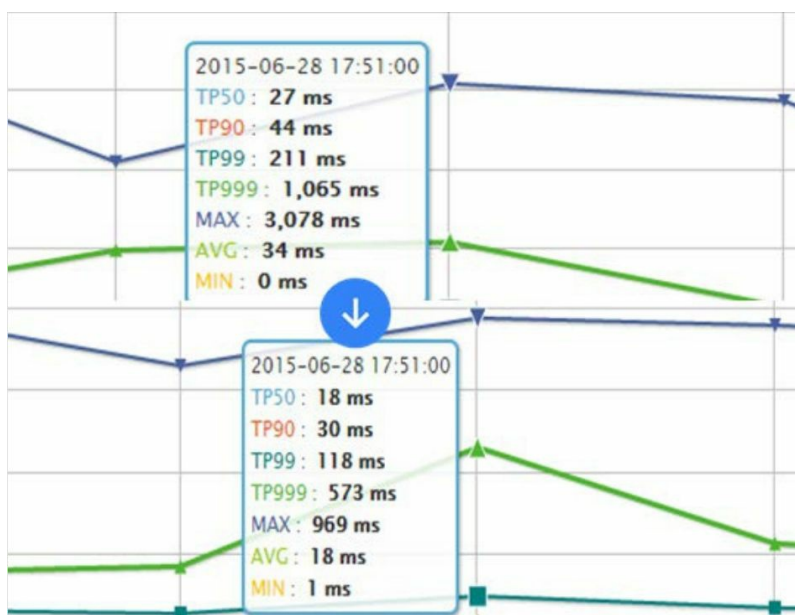 2015-06-28 17:51:00
TP50 : 27 ms
TP90 : 44 ms
TP99 : 211 ms
TP999 : 1,065 ms
MAX : 3,078 ms
AVG : 34 ms
MIN : 0 ms
2015-06-28 17:51:00
TP50 : 18 ms
TP90 : 30 ms
TP99 : 118 ms
TP999 : 573 ms
MAX : 969 ms
AVG : 18 ms
MIN : 1 ms